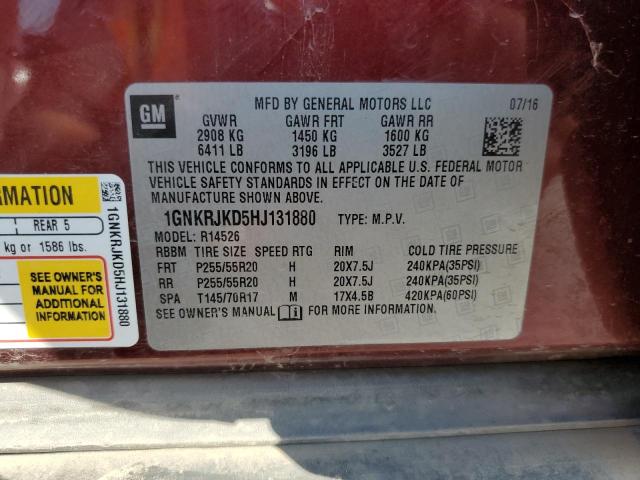 GM
MFD BY GENERAL MOTORS LLC 07/16
GVWR GAWR FRT GAWR RR
2908 KG 1450 KG 1600 KG
6411 LB 3196 LB 3527 LB
THIS VEHICLE CONFORMS TO ALL APPLICABLE U.S. FEDERAL MOTOR
VEHICLE SAFETY STANDARDS IN EFFECT ON THE DATE OF
MANUFACTURE SHOWN ABOVE.
1GNKRJKD5HJ131880 TYPE: M.P.V.
MODEL: R14526
RBBM TIRE SIZE SPEED RTG RIM COLD TIRE PRESSURE
FRT P255/55R20 H 20X7.5J 240KPA(35PSI)
RR P255/55R20 H 20X7.5J 240KPA(35PSI)
SPA T145/70R17 M 17X4.5B 420KPA(60PSI)
SEE OWNER'S MANUAL FOR MORE INFORMATION.
RMATION
REAR 5
kg or 1586 lbs.
SEE OWNER'S
MANUAL FOR
ADDITIONAL
INFORMATION
1GNKRJKD5HJ131880